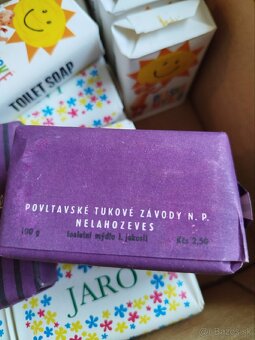 TOILET SOAP
POVLTAVSKÉ TUKOVÉ ZÁVODY N. P.
NELAHOZEVES
100 g toaletní mýdlo I. jakosti Kčs 2,50
JARO